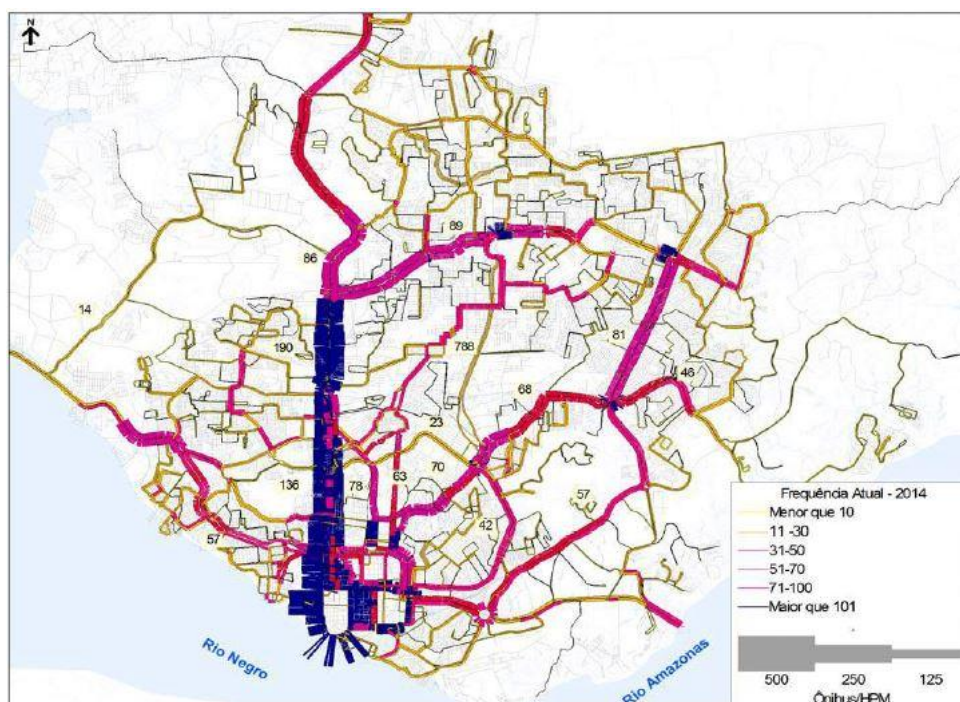 N
89
86
14
190
788
81
46
68
23
136
78
63
70
57
42
57
Rio Negro
Rio Amazonas
Frequência Atual - 2014
Menor que 10
11 -30
31-50
51-70
71-100
Maior que 101
500 250 125
Ônibus/HPM